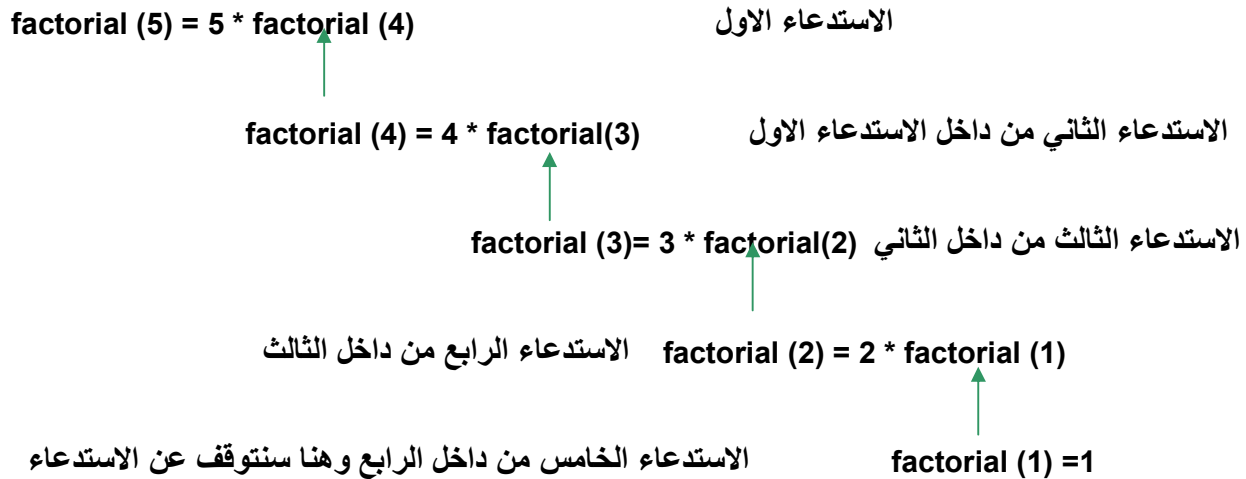 factorial (5) = 5 * factorial (4) الاستدعاء الاول
factorial (4) = 4 * factorial(3) الاستدعاء الثاني من داخل الاستدعاء الاول
factorial (3)= 3 * factorial(2) الاستدعاء الثالث من داخل الثاني
الاستدعاء الرابع من داخل الثالث factorial (2) = 2 * factorial (1)
الاستدعاء الخامس من داخل الرابع وهنا سنتوقف عن الاستدعاء factorial (1) =1